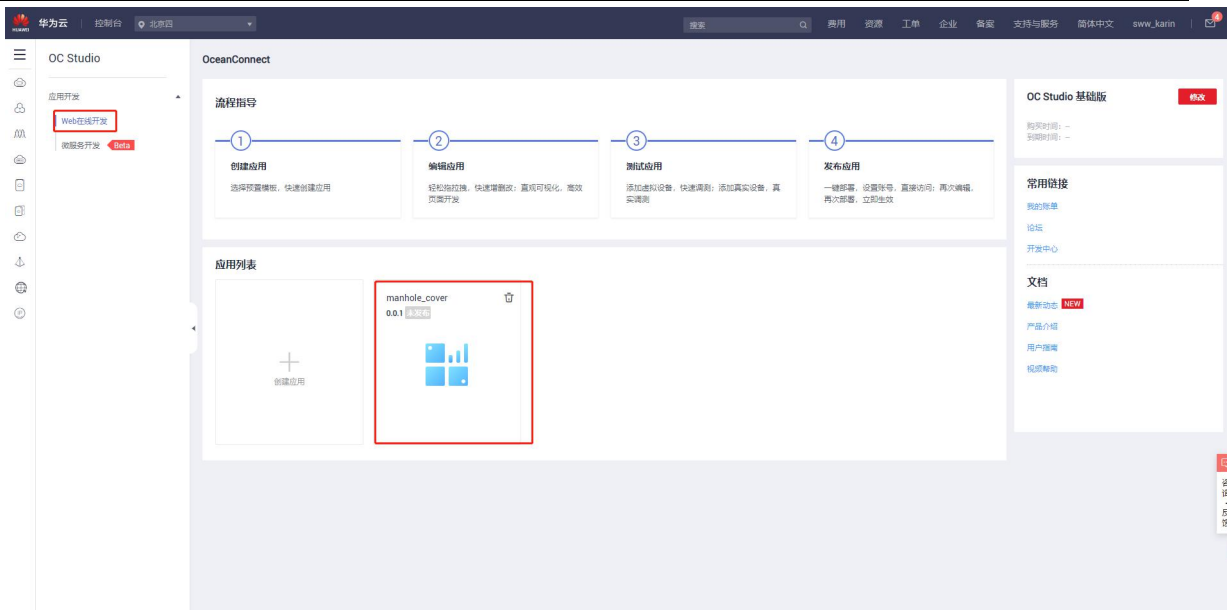 HUAWEI
华为云 控制台 北京四 搜索 费用 资源 工单 企业 备案 支持与服务 简体中文 sww_karin 4
OC Studio
应用开发
Web在线开发
微服务开发 Beta
OceanConnect
流程指导
1
创建应用
选择预置模板，快速创建应用
2
编辑应用
轻松拖拉拽，快速增删改；直观可视化，高效
页面开发
3
测试应用
添加虚拟设备，快速调测；添加真实设备，真
实调测
4
发布应用
一键部署，设置账号，直接访问；再次编辑，
再次部署，立即生效
应用列表
创建应用
manhole_cover
0.0.1 未发布
OC Studio 基础版 修改
购买时间：--
到期时间：--
常用链接
我的账单
论坛
开发中心
文档
最新动态 NEW
产品介绍
用户指南
视频帮助
咨询·反馈